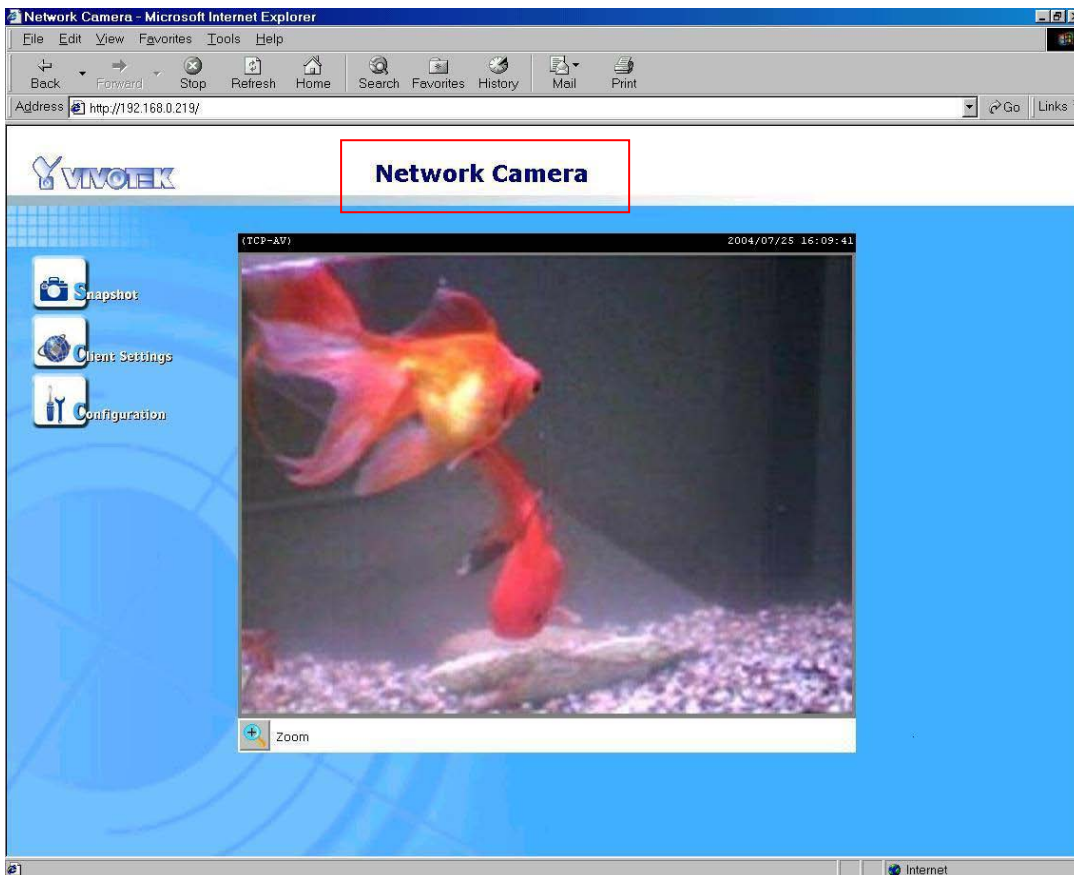 Network Camera - Microsoft Internet Explorer
File Edit View Favorites Tools Help
Back Forward Stop Refresh Home Search Favorites History Mail Print
Address http://192.168.0.219/ Go Links
VIVOTEK
Network Camera
(TCP-AV) 2004/07/25 16:09:41
Snapshot
Client Settings
Configuration
Zoom
Internet